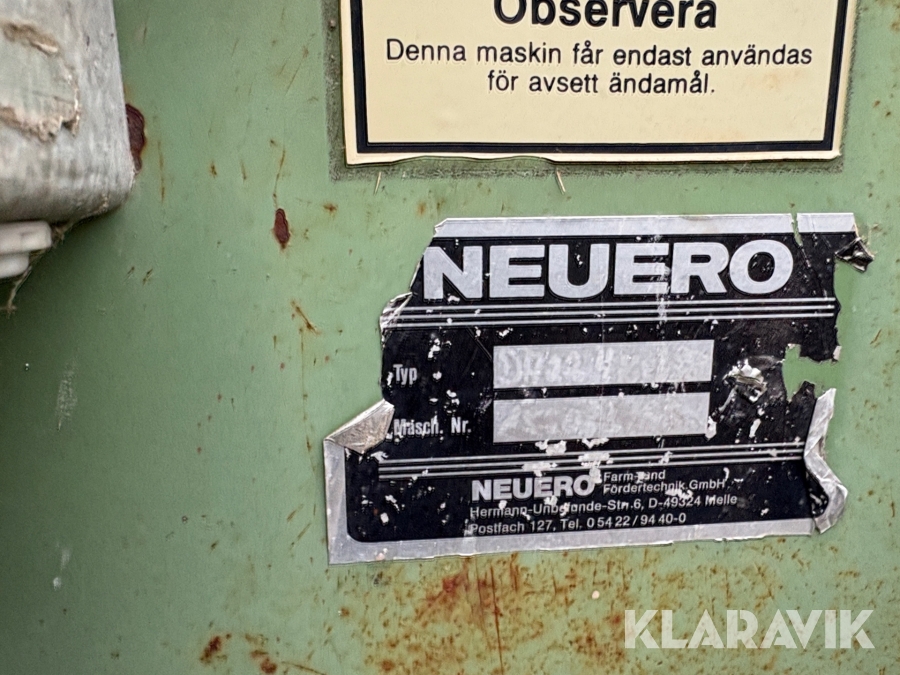 Observera
Denna maskin får endast användas
för avsett ändamål.
NEUERO
Typ
Masch. Nr.
NEUERO Farm- und
Fördertechnik GmbH
6, D-49324 Melle
Postfach 127, Tel. 0 54 22 / 94 40-0
KLARAVIK